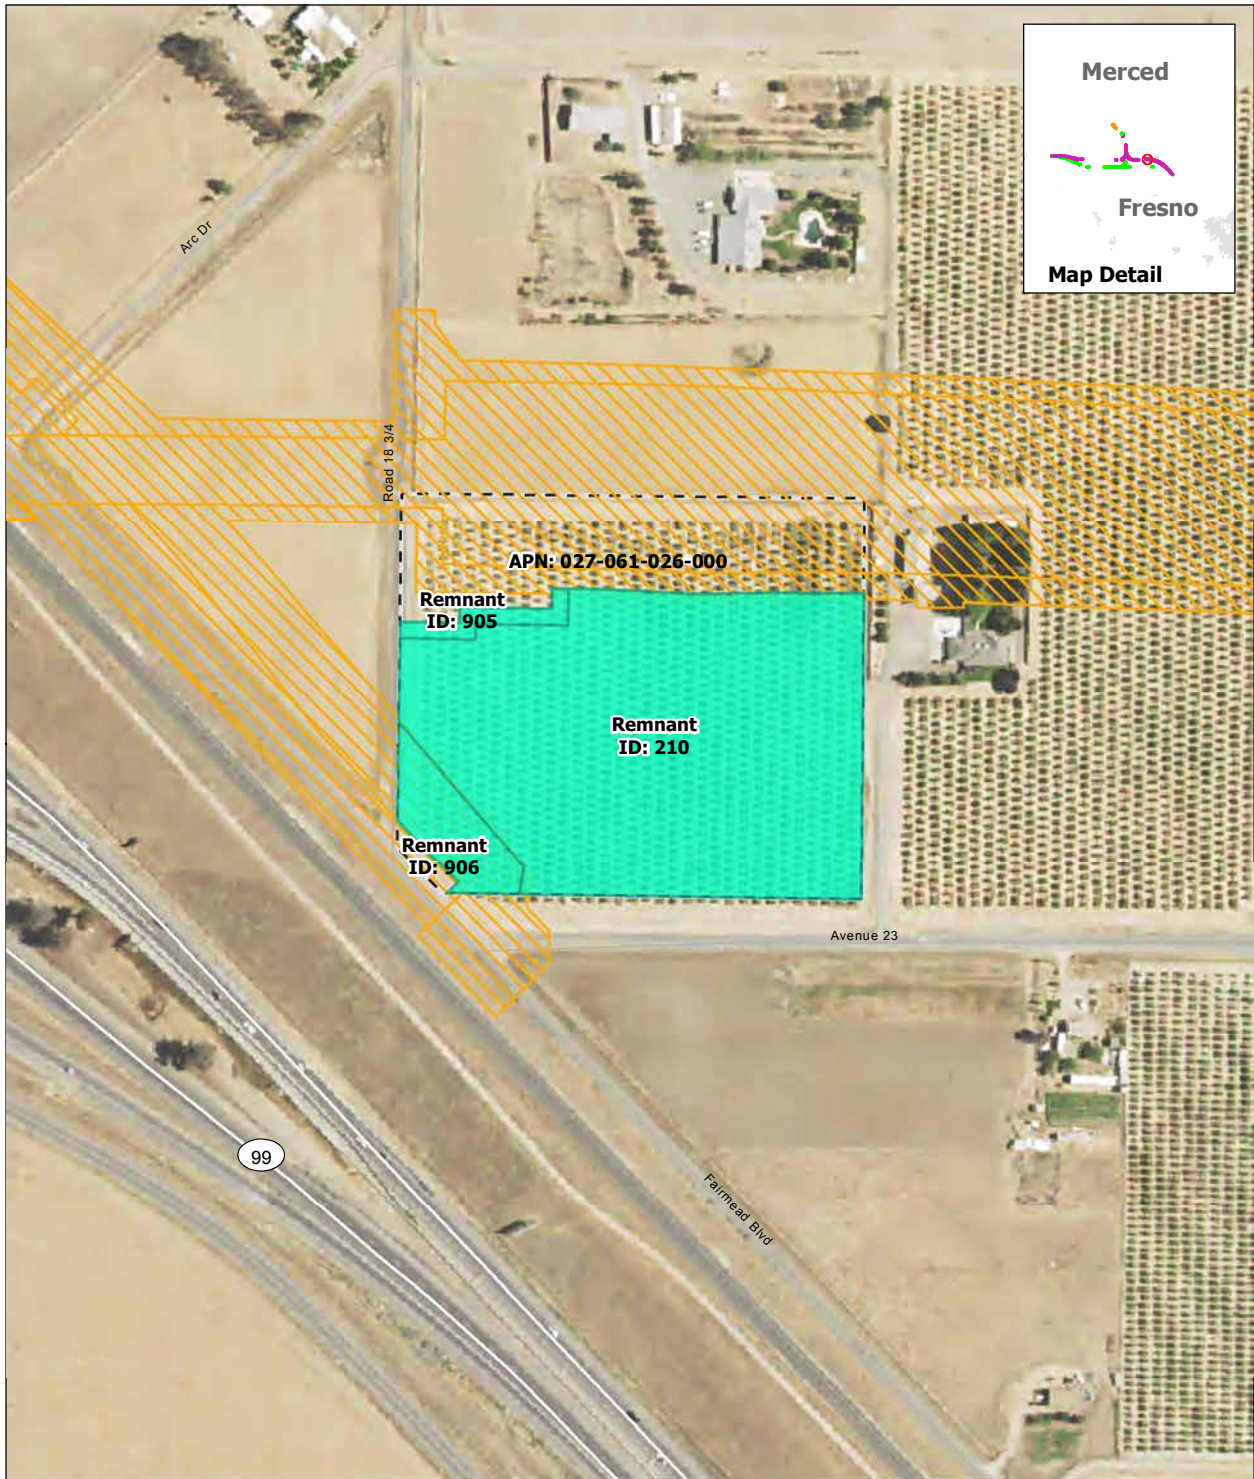 Merced
Fresno
Map Detail
Arc Dr
Road 18 3/4
APN: 027-061-026-000
Remnant
ID: 905
Remnant
ID: 210
Remnant
ID: 906
Avenue 23
99
Fairmead Blvd